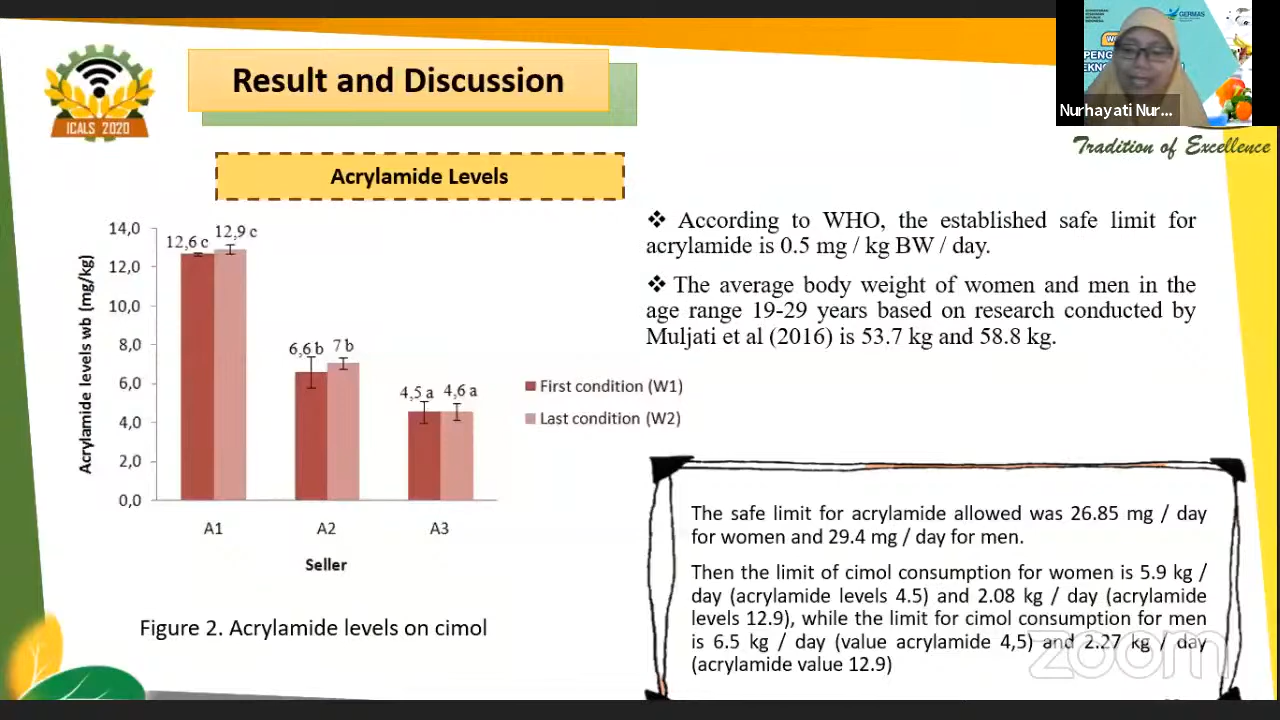 Result and Discussion
ICALS 2020
GERMAS
Nurhayati Nur...
Tradition of Excellence
Acrylamide Levels
Acrylamide levels wb (mg/kg)
14,0
12,0
10,0
8,0
6,0
4,0
2,0
0,0
12,6 c
12,9 c
6,6 b
7 b
4,5 a
4,6 a
A1
A2
A3
Seller
First condition (W1)
Last condition (W2)
Figure 2. Acrylamide levels on cimol
❖ According to WHO, the established safe limit for
acrylamide is 0.5 mg / kg BW / day.
❖ The average body weight of women and men in the
age range 19-29 years based on research conducted by
Muljati et al (2016) is 53.7 kg and 58.8 kg.
The safe limit for acrylamide allowed was 26.85 mg / day
for women and 29.4 mg / day for men.
Then the limit of cimol consumption for women is 5.9 kg /
day (acrylamide levels 4.5) and 2.08 kg / day (acrylamide
levels 12.9), while the limit for cimol consumption for men
is 6.5 kg / day (value acrylamide 4,5) and 2.27 kg / day
(acrylamide value 12.9)
zoom